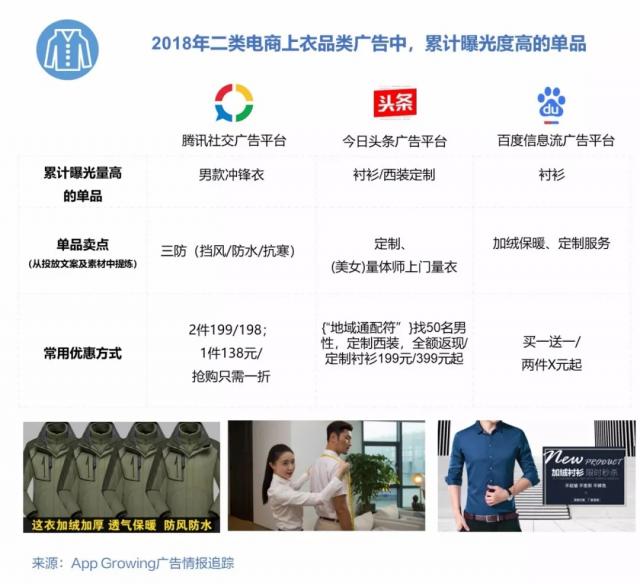 2018年二类电商上衣品类广告中，累计曝光度高的单品
头条
du
腾讯社交广告平台
今日头条广告平台
百度信息流广告平台
累计曝光量高
的单品
男款冲锋衣
衬衫/西装定制
衬衫
单品卖点
(从投放文案及素材中提炼)
三防（挡风/防水/抗寒）
定制、
(美女)量体师上门量衣
加绒保暖、定制服务
常用优惠方式
2件199/198；
1件138元/
抢购只需一折
{“地域通配符”}找50名男
性，定制西装，全额返现/
定制衬衫199元/399元起
买一送一/
两件X元起
这衣加绒加厚 透气保暖 防风防水
New PRODUCT
加绒衬衫 限时秒杀
不起皱 不变形 不褪色
来源：App Growing广告情报追踪